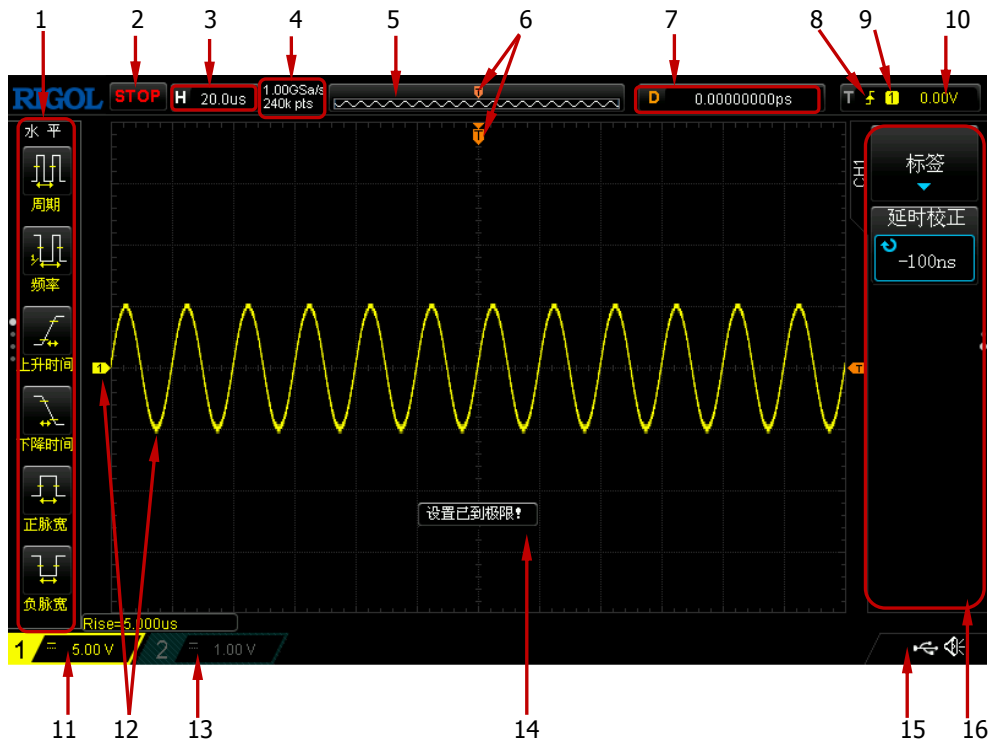 1 2 3 4 5 6 7 8 9 10
RIGOL STOP H 20.0us 1.00GSa/s T D 0.00000000ps T 1 0.00V
240k pts
水 平
T
CH1
标签
周期
延时校正
-100ns
1/
频率
上升时间
1
T
下降时间
正脉宽
设置已到极限!
负脉宽
Rise=5.000us
1 5.00 V 2 1.00 V
11 12 13 14 15 16